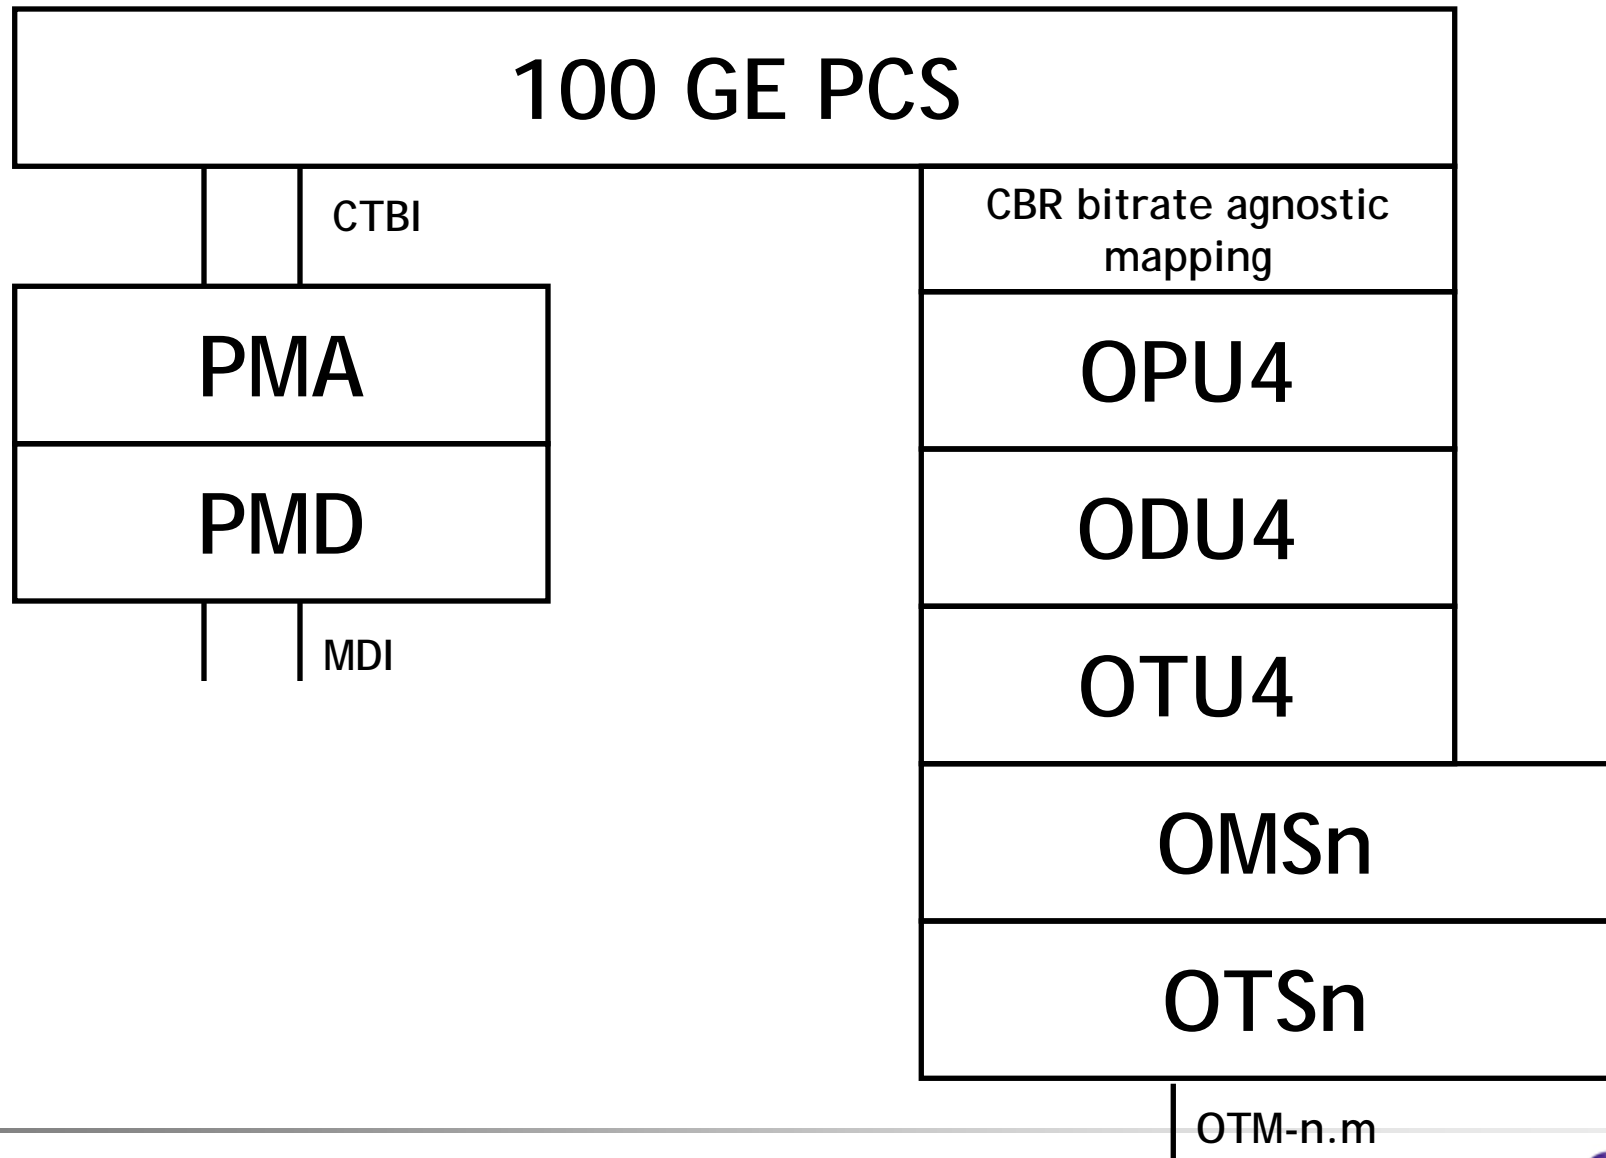 100 GE PCS
CTBI
CBR bitrate agnostic
mapping
PMA
OPU4
PMD
ODU4
MDI
OTU4
OMSn
OTSn
OTM-n.m